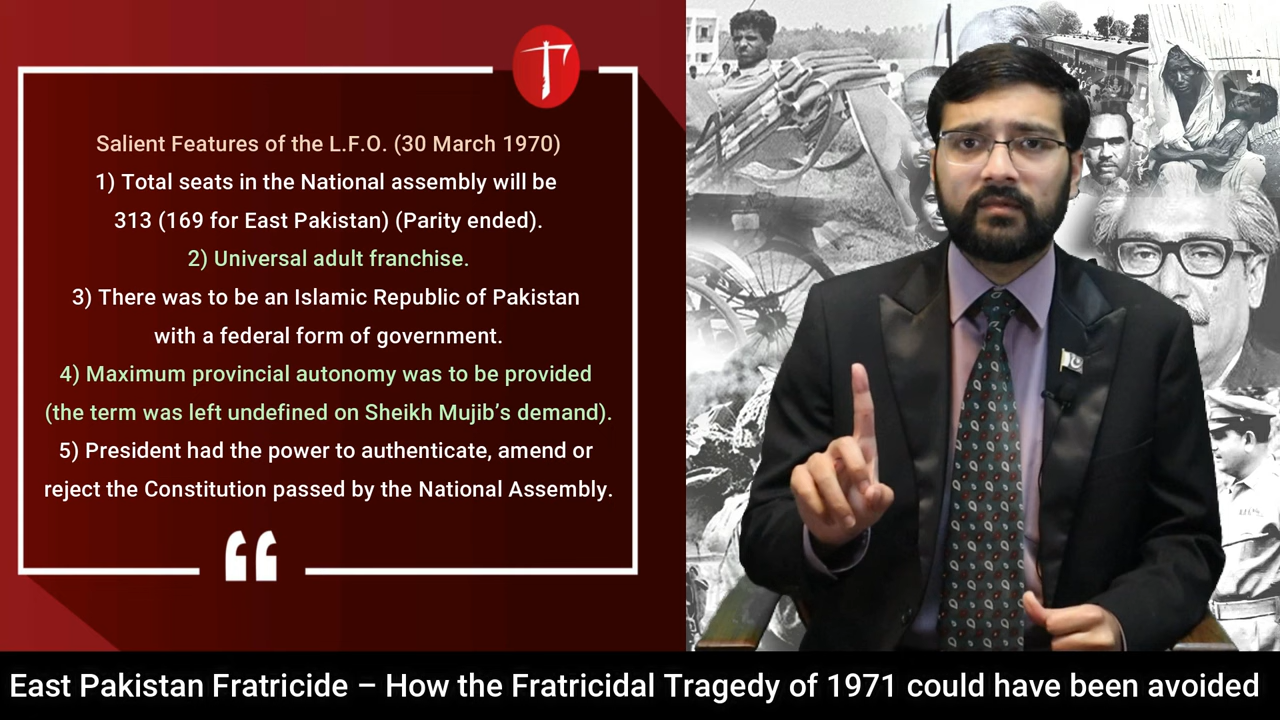 Salient Features of the L.F.O. (30 March 1970)
1) Total seats in the National assembly will be
313 (169 for East Pakistan) (Parity ended).
2) Universal adult franchise.
3) There was to be an Islamic Republic of Pakistan
with a federal form of government.
4) Maximum provincial autonomy was to be provided
(the term was left undefined on Sheikh Mujib’s demand).
5) President had the power to authenticate, amend or
reject the Constitution passed by the National Assembly.
East Pakistan Fratricide – How the Fratricidal Tragedy of 1971 could have been avoided